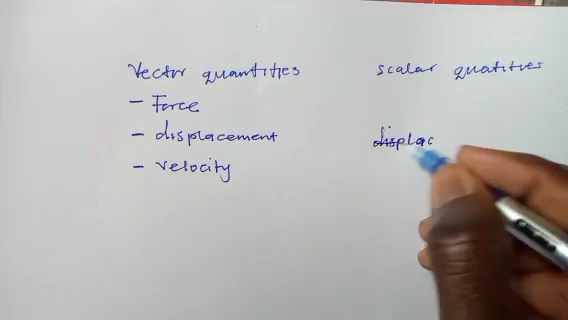 Vector quantities
- Force
- displacement
- velocity
scalar quatities
displac